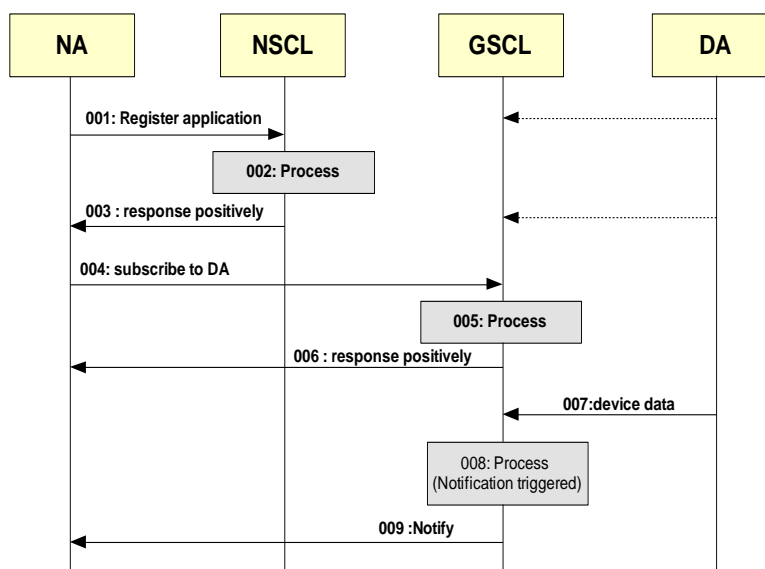 NA
NSCL
GSCL
DA
001: Register application
002: Process
003 : response positively
004: subscribe to DA
005: Process
006 : response positively
007:device data
008: Process
(Notification triggered)
009 :Notify